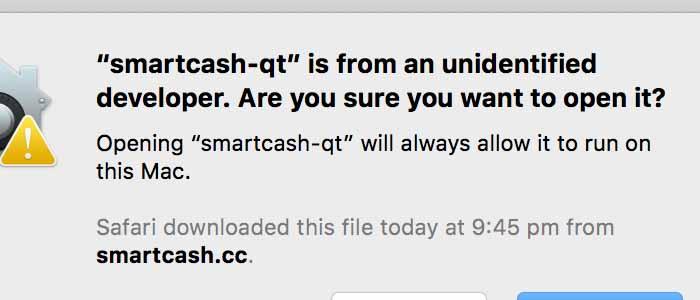 “smartcash-qt” is from an unidentified
developer. Are you sure you want to open it?
Opening “smartcash-qt” will always allow it to run on
this Mac.
Safari downloaded this file today at 9:45 pm from
smartcash.cc.